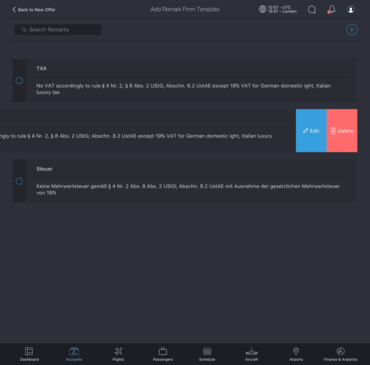 Back to New Offer
Add Remark From Template
12:57 - UTC
13:57 - London
Search Remarks
TAX
No VAT accordingly to rule § 4 Nr. 2, § 8 Abs. 2 UStG; Abschn. 8.2 UstAE except 19% VAT for German domestic ight, Italian
luxury tax
ngly to rule § 4 Nr. 2, § 8 Abs. 2 UStG; Abschn. 8.2 UstAE except 19% VAT for German domestic ight, Italian luxury
Edit
Delete
Steuer
Keine Mehrwertsteuer gemäß § 4 Nr. 2 Abs. 8 Abs. 2 UStG; Abschn. 8.2 UstAE mit Ausnahme der gesetzlichen Mehrwertsteuer
von 19%
Dashboard
Accounts
Flights
Passengers
Schedule
Aircraft
Airports
Finance & Analytics